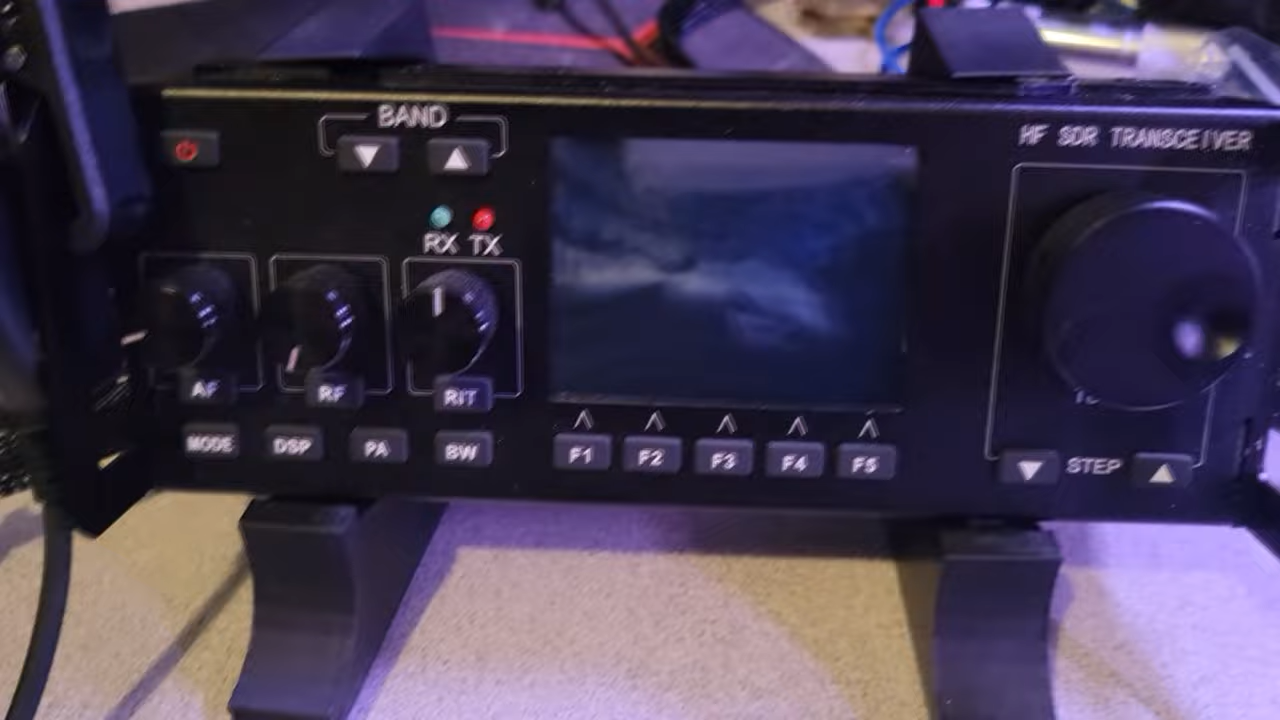 BAND
HF SDR TRANSCEIVER
RX TX
AF RF RIT
MODE DSP PA BW
F1 F2 F3 F4 F5
STEP